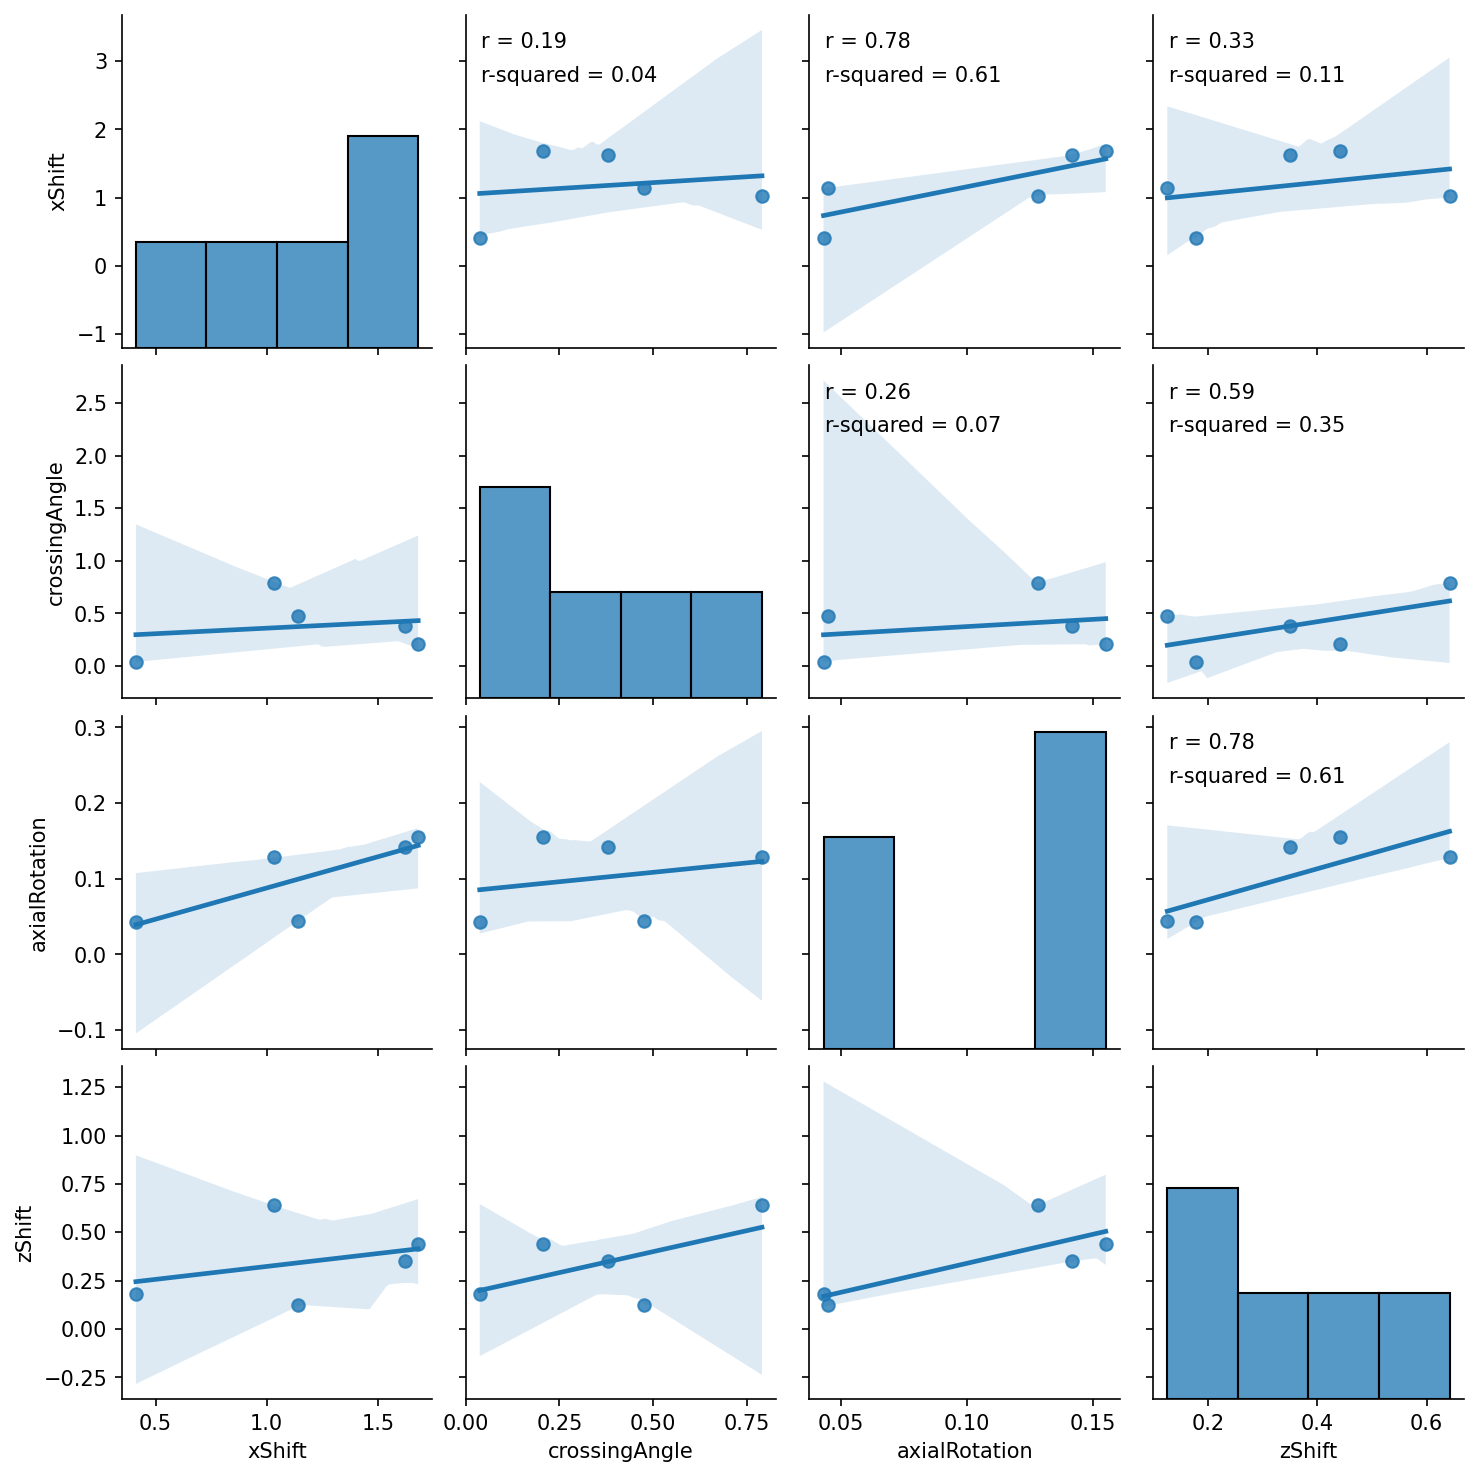 r = 0.19
r-squared = 0.04
r = 0.78
r-squared = 0.61
r = 0.33
r-squared = 0.11
3
2
1
0
−1
xShift
r = 0.26
r-squared = 0.07
r = 0.59
r-squared = 0.35
2.5
2.0
1.5
1.0
0.5
0.0
crossingAngle
r = 0.78
r-squared = 0.61
0.3
0.2
0.1
0.0
−0.1
axialRotation
1.25
1.00
0.75
0.50
0.25
0.00
−0.25
zShift
0.5 1.0 1.5
xShift
0.00 0.25 0.50 0.75
crossingAngle
0.05 0.10 0.15
axialRotation
0.2 0.4 0.6
zShift